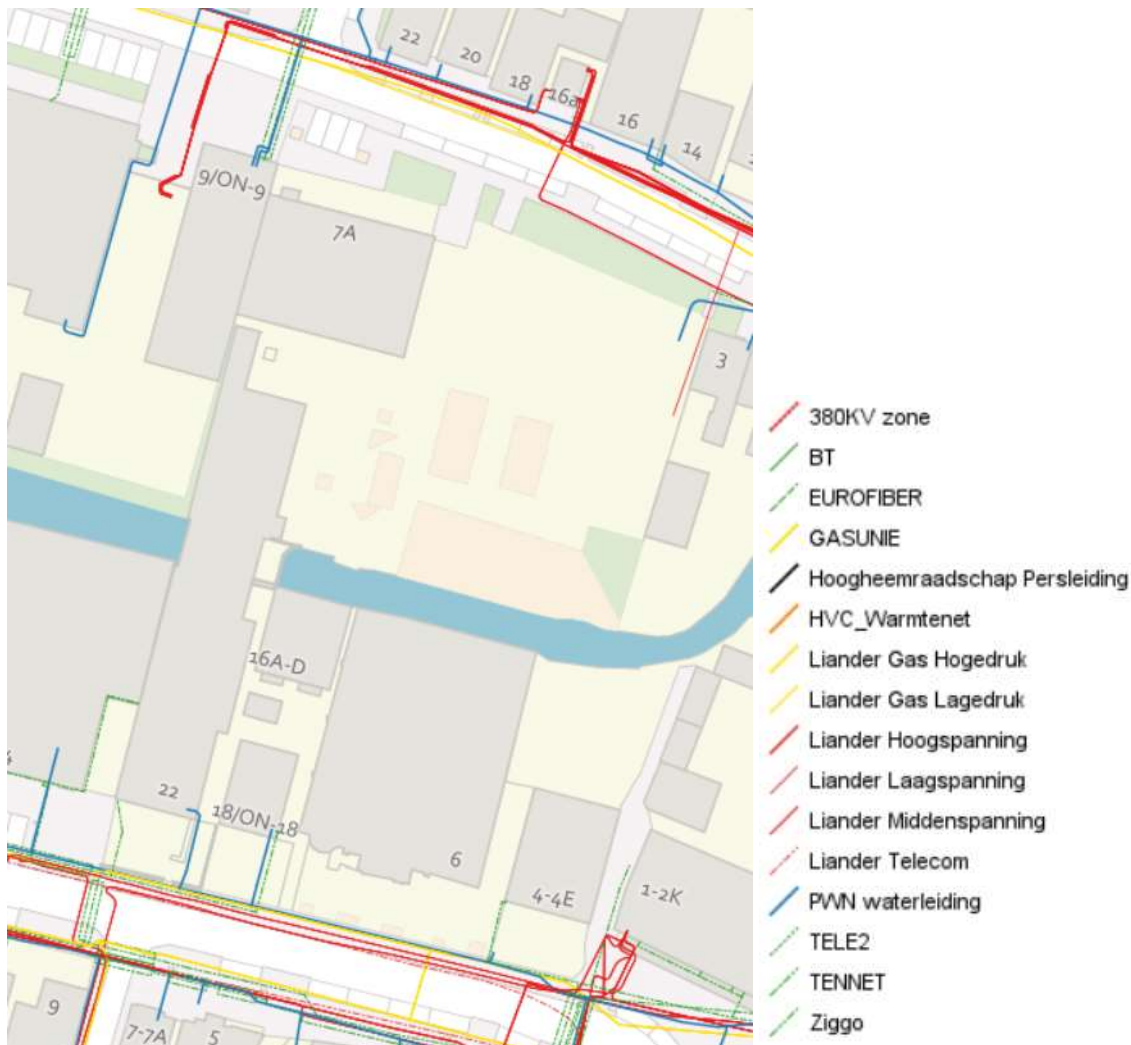 22
20
18
16a
16
14
9/ON-9
7A
3
16A-D
22
18/ON-18
6
4-4E
1-2K
9
7-7A
5
380KV zone
BT
EUROFIBER
GASUNIE
Hoogheemraadschap Persleiding
HVC_Warmtenet
Liander Gas Hogedruk
Liander Gas Lagedruk
Liander Hoogspanning
Liander Laagspanning
Liander Middenspanning
Liander Telecom
PWN waterleiding
TELE2
TENNET
Ziggo